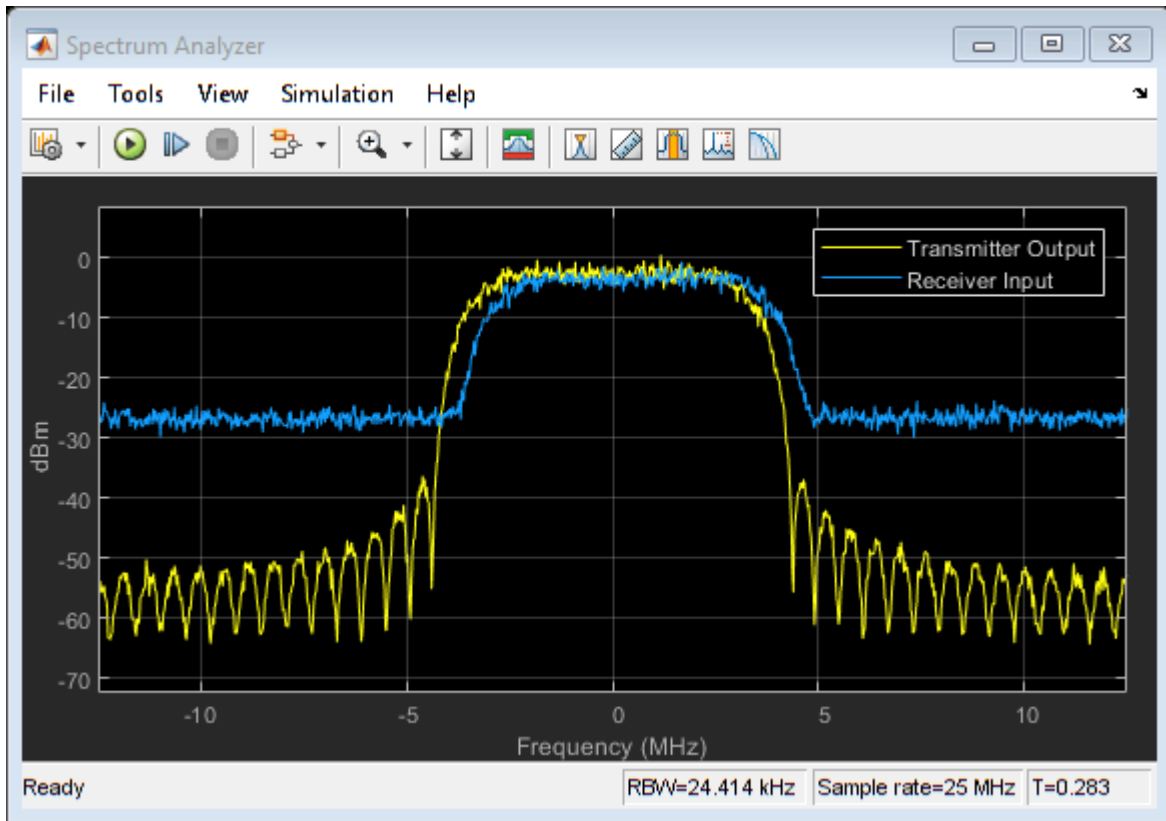 Spectrum Analyzer
File Tools View Simulation Help
Transmitter Output
Receiver Input
0
-10
-20
-30
-40
-50
-60
-70
dBm
-10 -5 0 5 10
Frequency (MHz)
Ready RBW=24.414 kHz Sample rate=25 MHz T=0.283